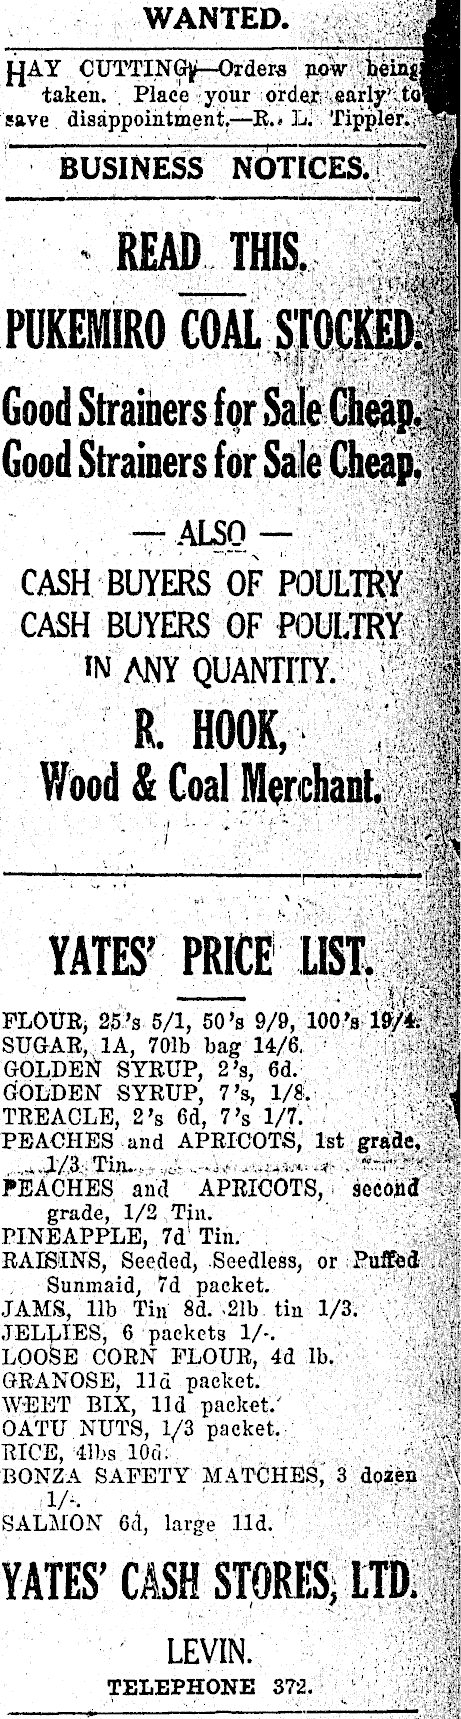 WANTED.
HAY CUTTING—Orders now being
taken. Place your order early to
save disappointment.—R. L. Tippler.
BUSINESS NOTICES.
READ THIS.
PUKEMIRO COAL STOCKED.
Good Strainers for Sale Cheap.
Good Strainers for Sale Cheap.
— ALSO —
CASH BUYERS OF POULTRY
CASH BUYERS OF POULTRY
IN ANY QUANTITY.
R. HOOK,
Wood & Coal Merchant.
YATES' PRICE LIST.
FLOUR, 25's 5/1, 50's 9/9, 100's 19/4.
SUGAR, 1A, 70lb bag 14/6.
GOLDEN SYRUP, 2's, 6d.
GOLDEN SYRUP, 7's, 1/8.
TREACLE, 2's 6d, 7's 1/7.
PEACHES and APRICOTS, 1st grade,
1/3 Tin.
PEACHES and APRICOTS, second
grade, 1/2 Tin.
PINEAPPLE, 7d Tin.
RAISINS, Seeded, Seedless, or Puffed
Sunmaid, 7d packet.
JAMS, 1lb Tin 8d. 2lb tin 1/3.
JELLIES, 6 packets 1/-.
LOOSE CORN FLOUR, 4d lb.
GRANOSE, 11d packet.
WEET BIX, 11d packet.
OATU NUTS, 1/3 packet.
RICE, 4lbs 10d.
BONZA SAFETY MATCHES, 3 dozen
1/-.
SALMON 6d, large 11d.
YATES' CASH STORES, LTD.
LEVIN.
TELEPHONE 372.